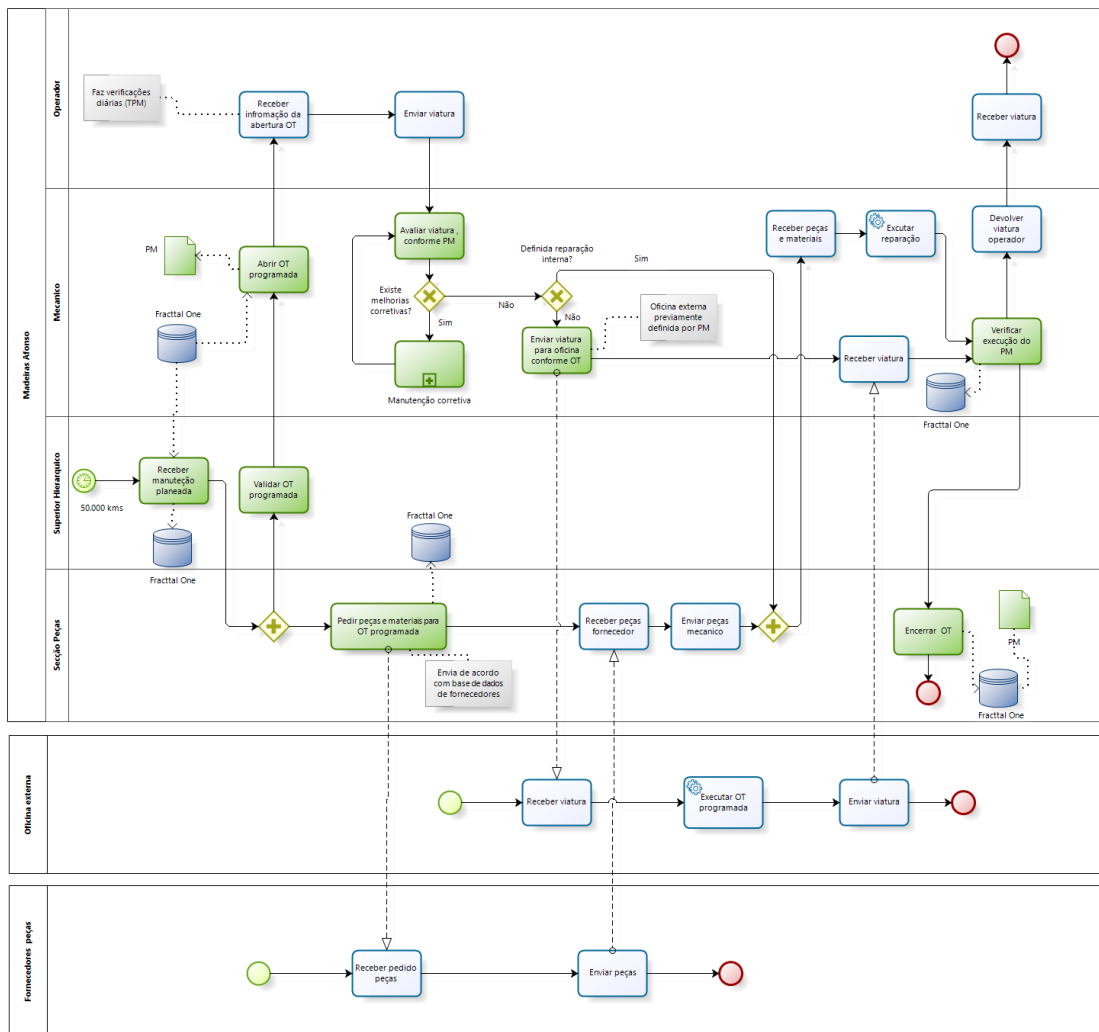 Madeiras Afonso
Operador
Faz verificações
diárias (TPM)
Receber
infromação da
abertura OT
Enviar viatura
Receber viatura
Mecanico
PM
Abrir OT
programada
Fracttal One
Avaliar viatura ,
conforme PM
Existe
melhorias
corretivas?
Sim
Não
Manutenção corretiva
Definida reparação
interna?
Sim
Não
Enviar viatura
para oficina
conforme OT
Oficina externa
previamente
definida por PM
Receber peças
e materiais
Excutar
reparação
Receber viatura
Devolver
viatura
operador
Verificar
execução do
PM
Fracttal One
Superior Hierarquico
50.000 kms
Receber
manuteção
planeada
Fracttal One
Validar OT
programada
Fracttal One
Secção Peças
Pedir peças e materiais para
OT programada
Envia de acordo
com base de dados
de fornecedores
Receber peças
fornecedor
Enviar peças
mecanico
Encerrar OT
PM
Fracttal One
Oficina externa
Receber viatura
Executar OT
programada
Enviar viatura
Fornecedores peças
Receber pedido
peças
Enviar peças